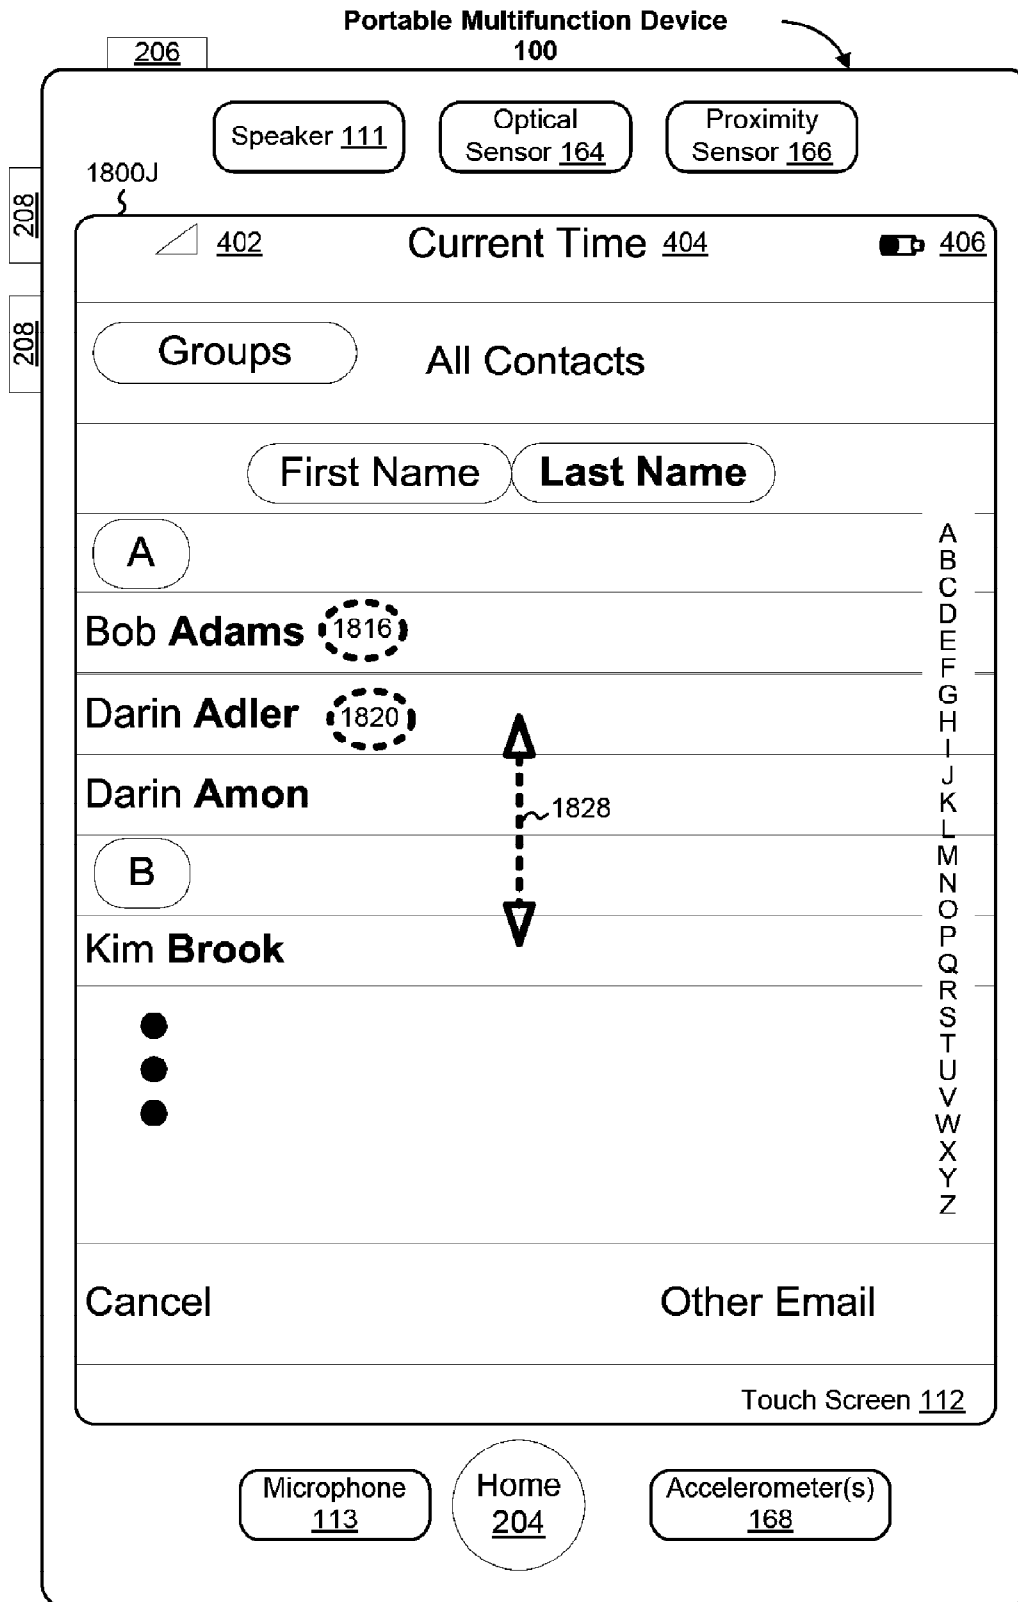 Portable Multifunction Device
100
206
Speaker 111
Optical
Sensor 164
Proximity
Sensor 166
1800J
208
208
402
Current Time 404
406
Groups
All Contacts
First Name
Last Name
A
Bob Adams 1816
Darin Adler 1820
Darin Amon
1828
B
Kim Brook
A
B
C
D
E
F
G
H
I
J
K
L
M
N
O
P
Q
R
S
T
U
V
W
X
Y
Z
Cancel
Other Email
Touch Screen 112
Microphone
113
Home
204
Accelerometer(s)
168